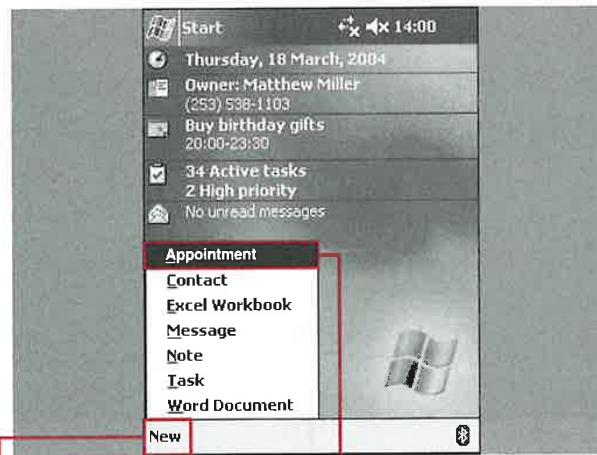 Start 14:00
Thursday, 18 March, 2004
Owner: Matthew Miller
(253) 538-1103
Buy birthday gifts
20:00-23:30
34 Active tasks
2 High priority
No unread messages
Appointment
Contact
Excel Workbook
Message
Note
Task
Word Document
New